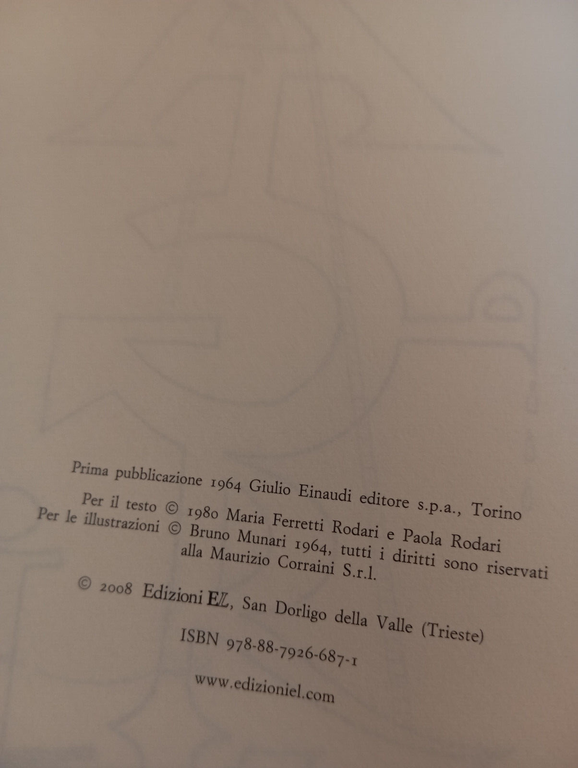 Prima pubblicazione 1964 Giulio Einaudi editore s.p.a., Torino
Per il testo © 1980 Maria Ferretti Rodari e Paola Rodari
Per le illustrazioni © Bruno Munari 1964, tutti i diritti sono riservati
alla Maurizio Corraini S.r.l.
© 2008 Edizioni EL, San Dorligo della Valle (Trieste)
ISBN 978-88-7926-687-1
www.edizioniel.com